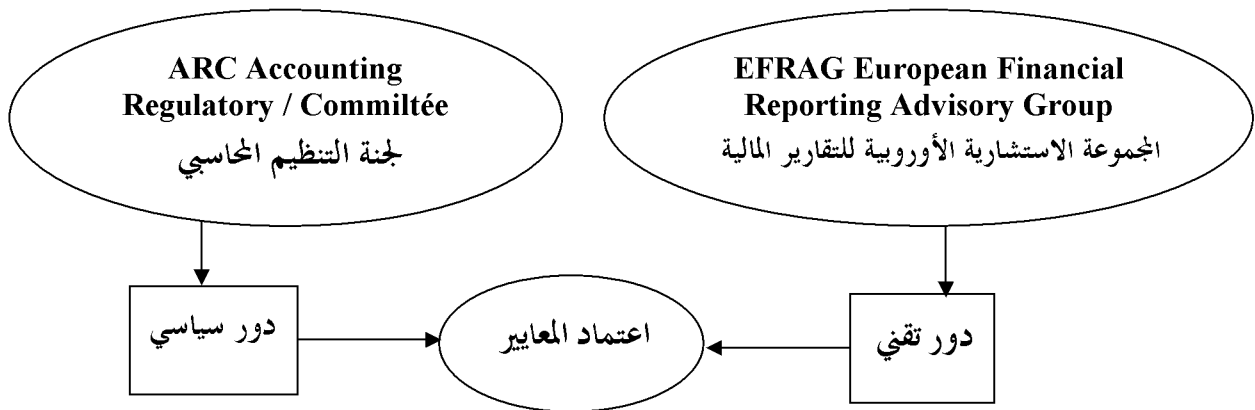 ARC Accounting
Regulatory / Commiltée
لجنة التنظيم المحاسبي
EFRAG European Financial
Reporting Advisory Group
المجموعة الاستشارية الأوروبية للتقارير المالية
دور سياسي
اعتماد المعايير
دور تقني